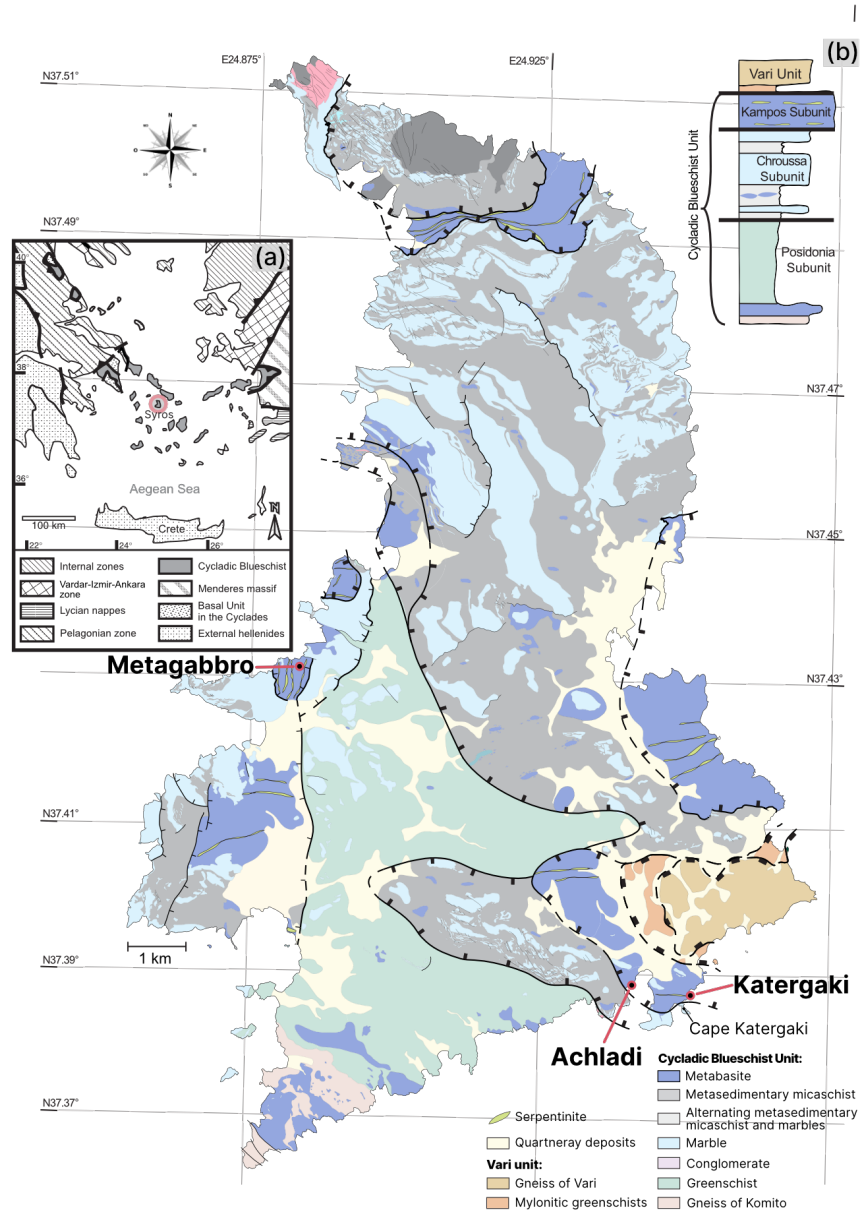 E24.875°
E24.925°
(b)
N37.51°
N
O
E
S
Vari Unit
Kampos Subunit
Chroussa
Subunit
Posidonia
Subunit
Cycladic Blueschist Unit
N37.49°
(a)
40°
38°
36°
Syros
Aegean Sea
N
100 km
Crete
22°
24°
26°
Internal zones
Cycladic Blueschist
Vardar-Izmir-Ankara
zone
Menderes massif
Lycian nappes
Basal Unit
in the Cyclades
Pelagonian zone
External hellenides
N37.47°
N37.45°
Metagabbro
N37.43°
N37.41°
1 km
N37.39°
Katergaki
Cape Katergaki
Achladi
N37.37°
Serpentinite
Quartneray deposits
Vari unit:
Gneiss of Vari
Mylonitic greenschists
Cycladic Blueschist Unit:
Metabasite
Metasedimentary micaschist
Alternating metasedimentary
micaschist and marbles
Marble
Conglomerate
Greenschist
Gneiss of Komito